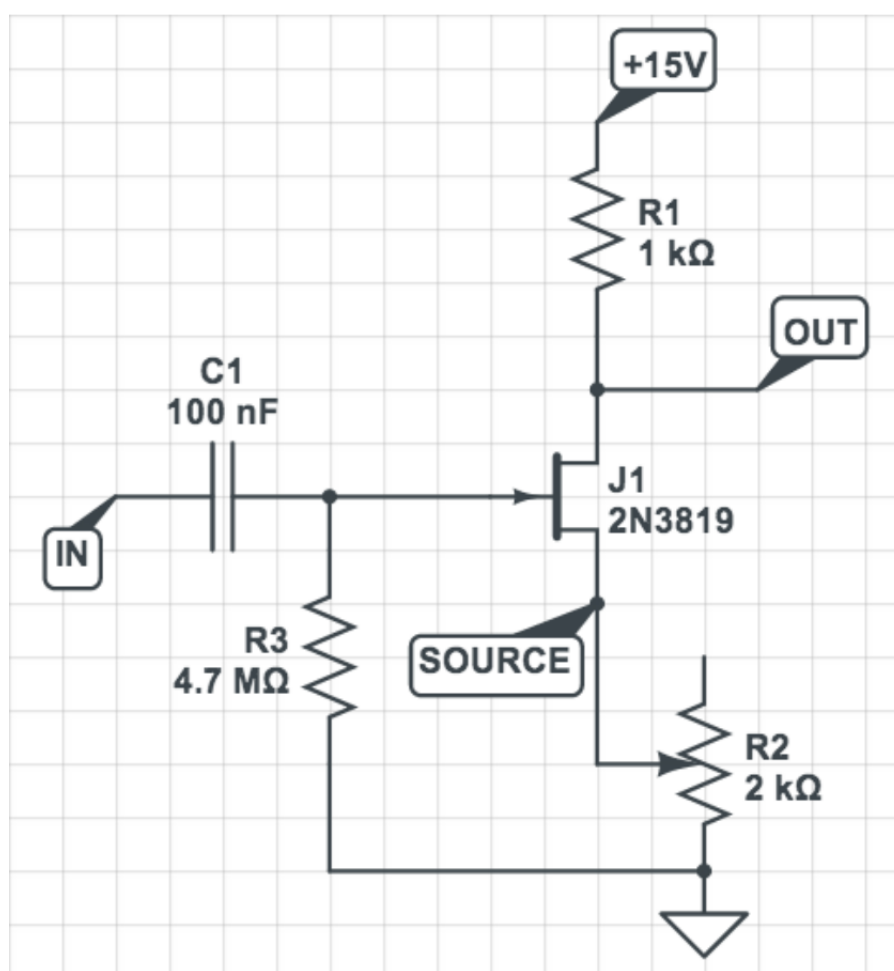 +15V
R1
1 kΩ
OUT
C1
100 nF
J1
2N3819
IN
R3
4.7 MΩ
SOURCE
R2
2 kΩ